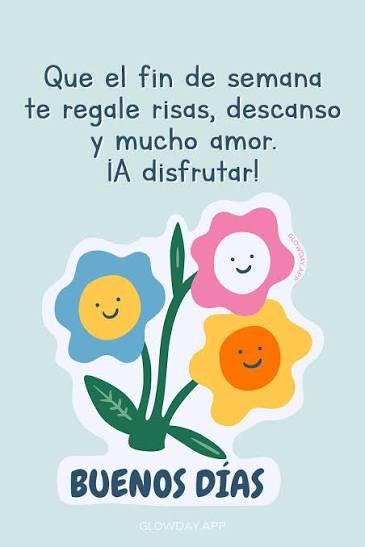 Que el fin de semana
te regale risas, descanso
y mucho amor.
¡A disfrutar!
GLOWDAY.APP
BUENOS DÍAS
GLOWDAY.APP